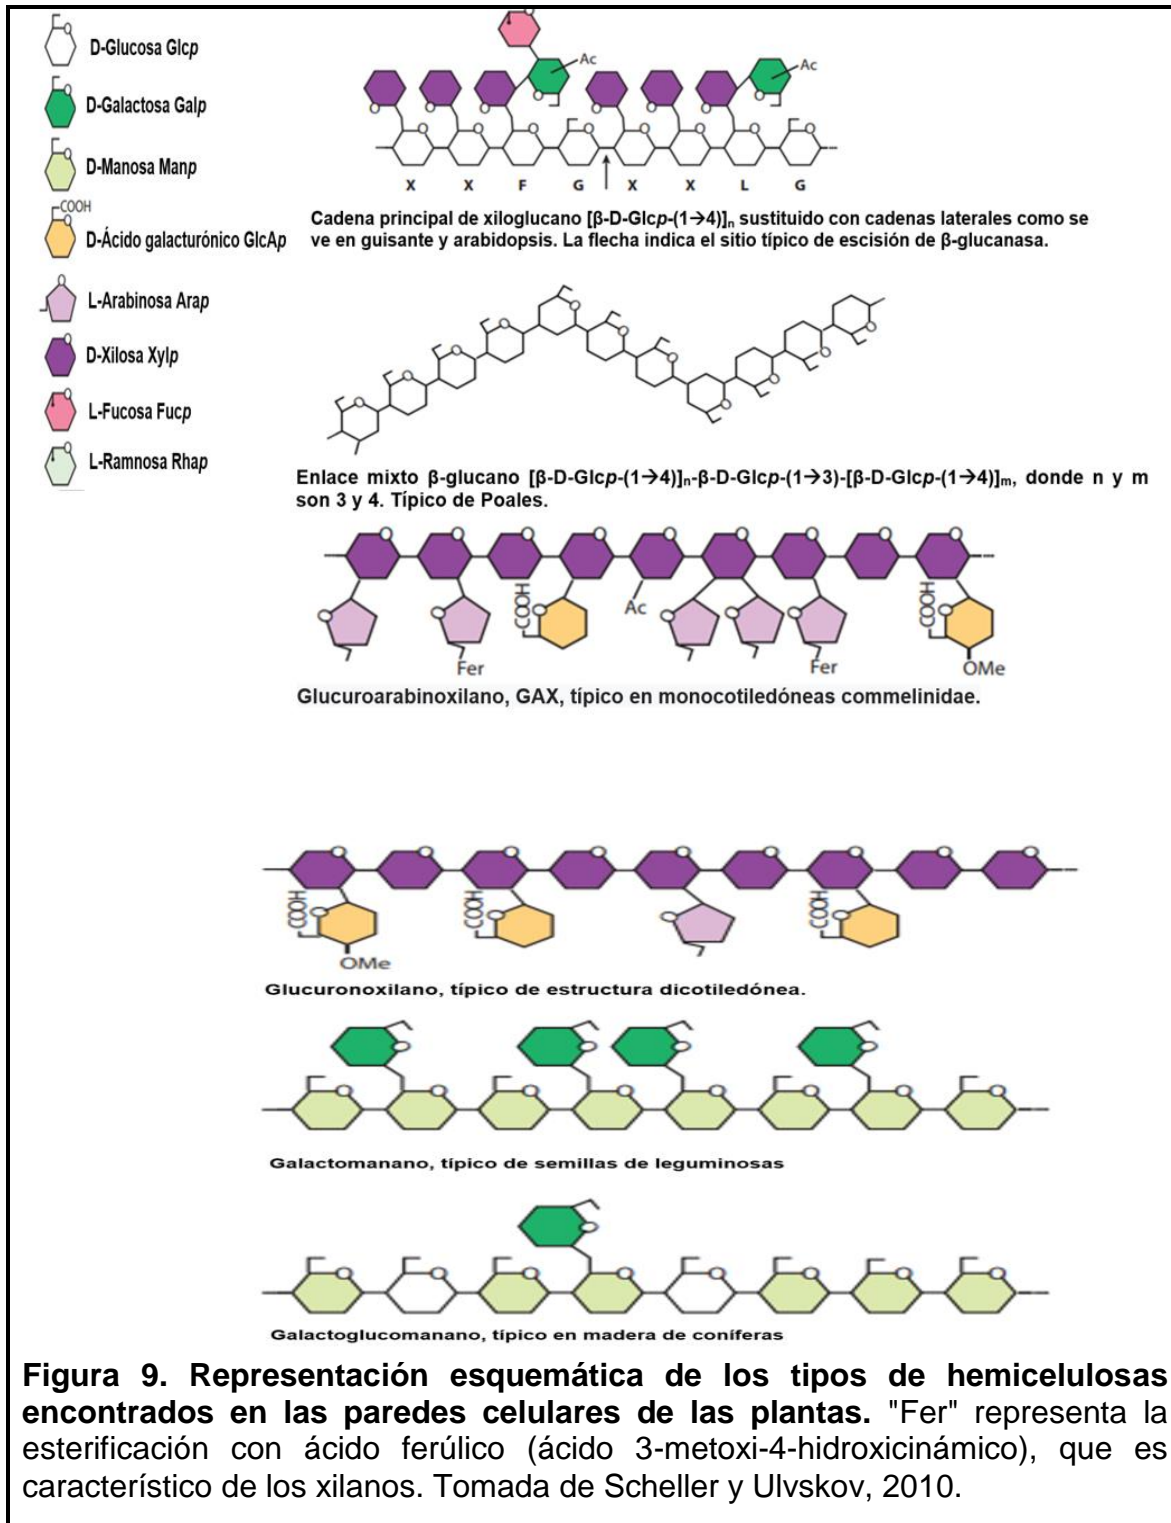 D-Glucosa Glcp
D-Galactosa Galp
D-Manosa Manp
COOH
D-Ácido galacturónico GlcAp
L-Arabinosa Arap
D-Xilosa Xylp
L-Fucosa Fucp
L-Ramnosa Rhap
Ac
Ac
X X F G X X L G
Cadena principal de xiloglucano [β-D-Glcp-(1→4)]n sustituido con cadenas laterales como se
ve en guisante y arabidopsis. La flecha indica el sitio típico de escisión de β-glucanasa.
Enlace mixto β-glucano [β-D-Glcp-(1→4)]n-β-D-Glcp-(1→3)-[β-D-Glcp-(1→4)]m, donde n y m
son 3 y 4. Típico de Poales.
COOH
Ac
COOH
Fer
Fer
OMe
Glucuroarabinoxilano, GAX, típico en monocotiledóneas commelinidae.
COOH
COOH
COOH
OMe
Glucuronoxilano, típico de estructura dicotiledónea.
Galactomanano, típico de semillas de leguminosas
Galactoglucomanano, típico en madera de coníferas
Figura 9. Representación esquemática de los tipos de hemicelulosas
encontrados en las paredes celulares de las plantas. "Fer" representa la
esterificación con ácido ferúlico (ácido 3-metoxi-4-hidroxicinámico), que es
característico de los xilanos. Tomada de Scheller y Ulvskov, 2010.